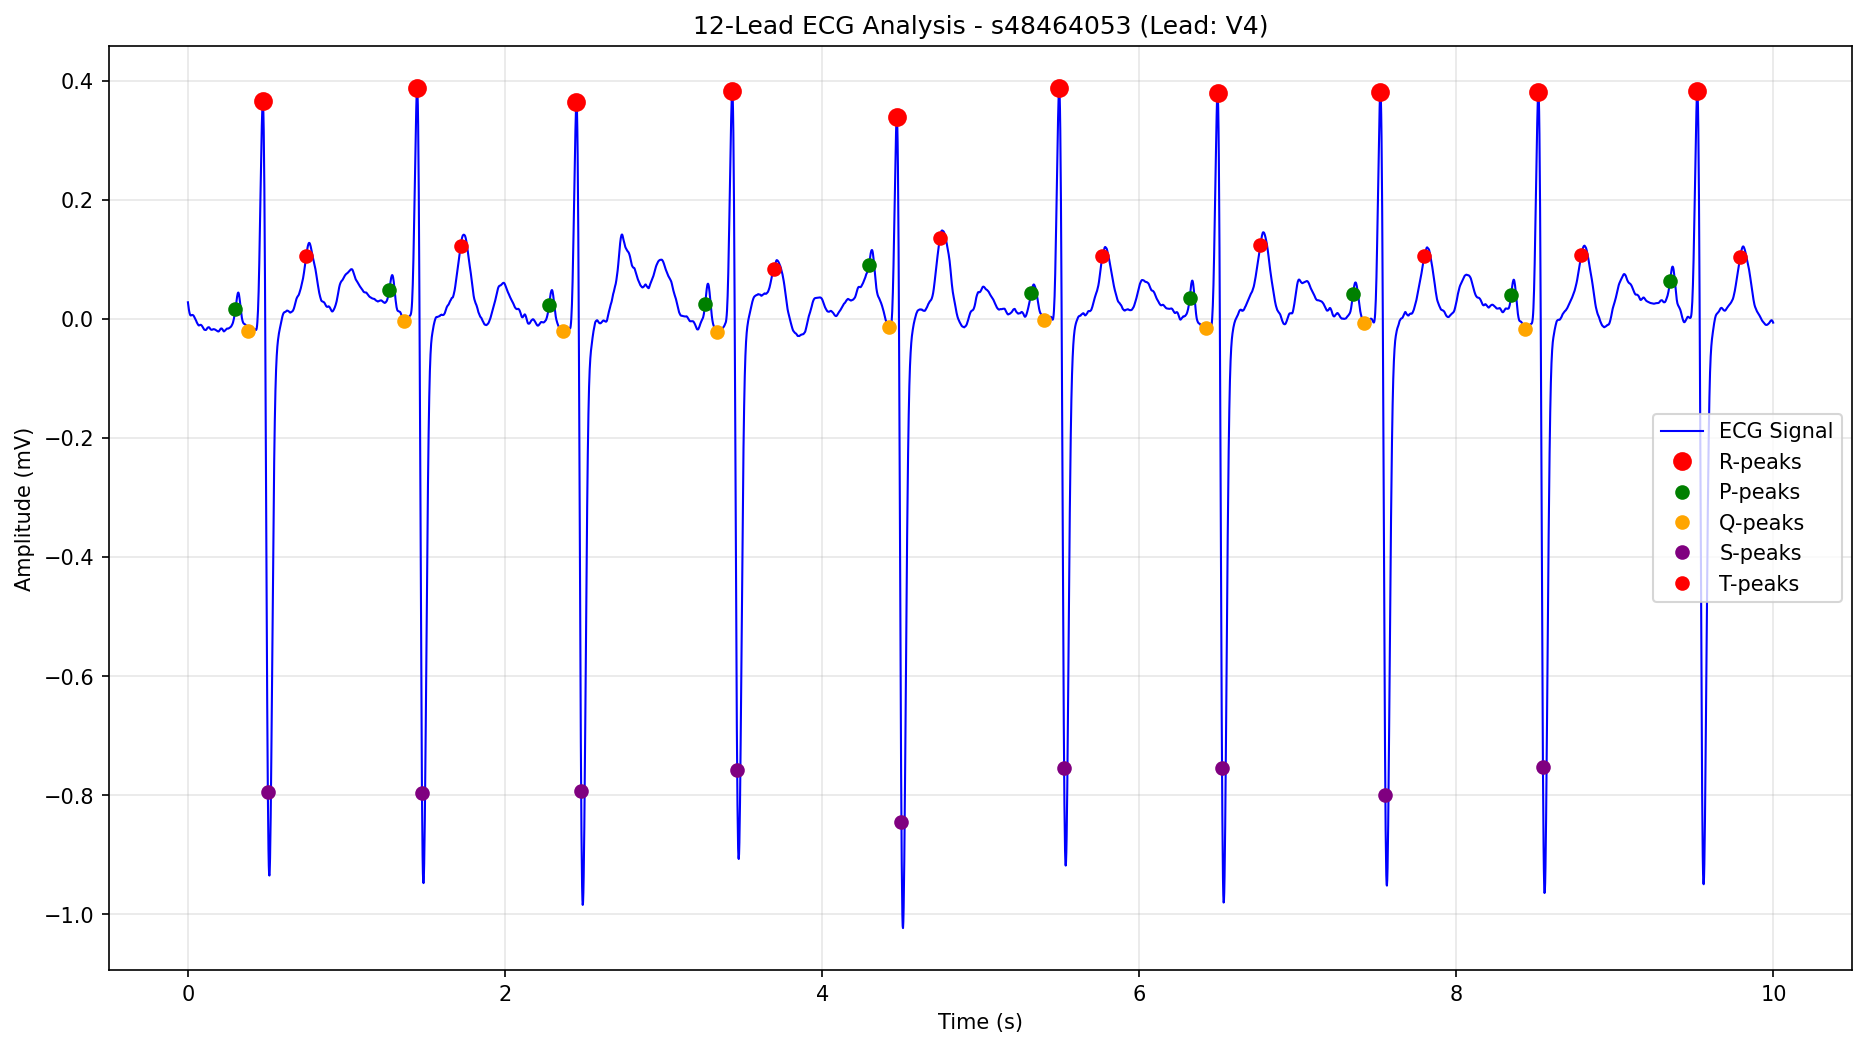 12-Lead ECG Analysis - s48464053 (Lead: V4)
Amplitude (mV)
0.4
0.2
0.0
−0.2
−0.4
−0.6
−0.8
−1.0
ECG Signal
R-peaks
P-peaks
Q-peaks
S-peaks
T-peaks
0
2
4
6
8
10
Time (s)